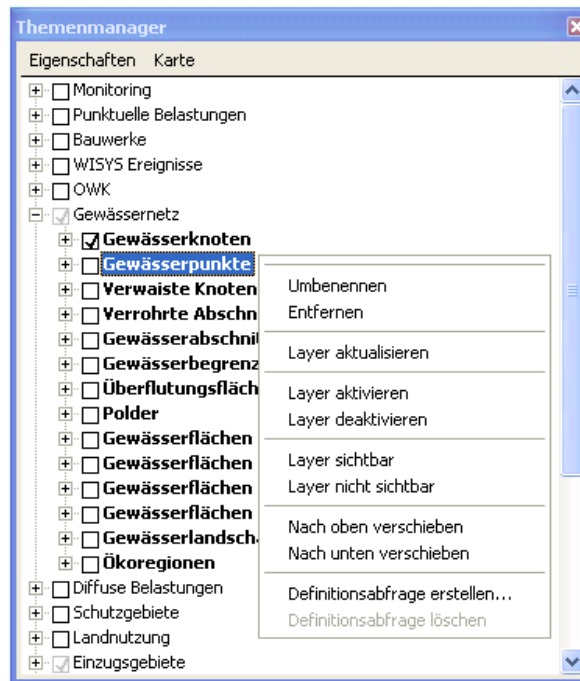 Themenmanager
Eigenschaften Karte
Monitoring
Punktuelle Belastungen
Bauwerke
WISYS Ereignisse
OWK
Gewässernetz
Gewässerknoten
Gewässerpunkte
Verwaiste Knoten
Verrohrte Abschn
Gewässerabschnit
Gewässerbegrenz
Überflutungsfläch
Polder
Gewässerflächen
Gewässerflächen
Gewässerflächen
Gewässerflächen
Gewässerlandsch
Ökoregionen
Diffuse Belastungen
Schutzgebiete
Landnutzung
Einzugsgebiete
Umbenennen
Entfernen
Layer aktualisieren
Layer aktivieren
Layer deaktivieren
Layer sichtbar
Layer nicht sichtbar
Nach oben verschieben
Nach unten verschieben
Definitionsabfrage erstellen...
Definitionsabfrage löschen